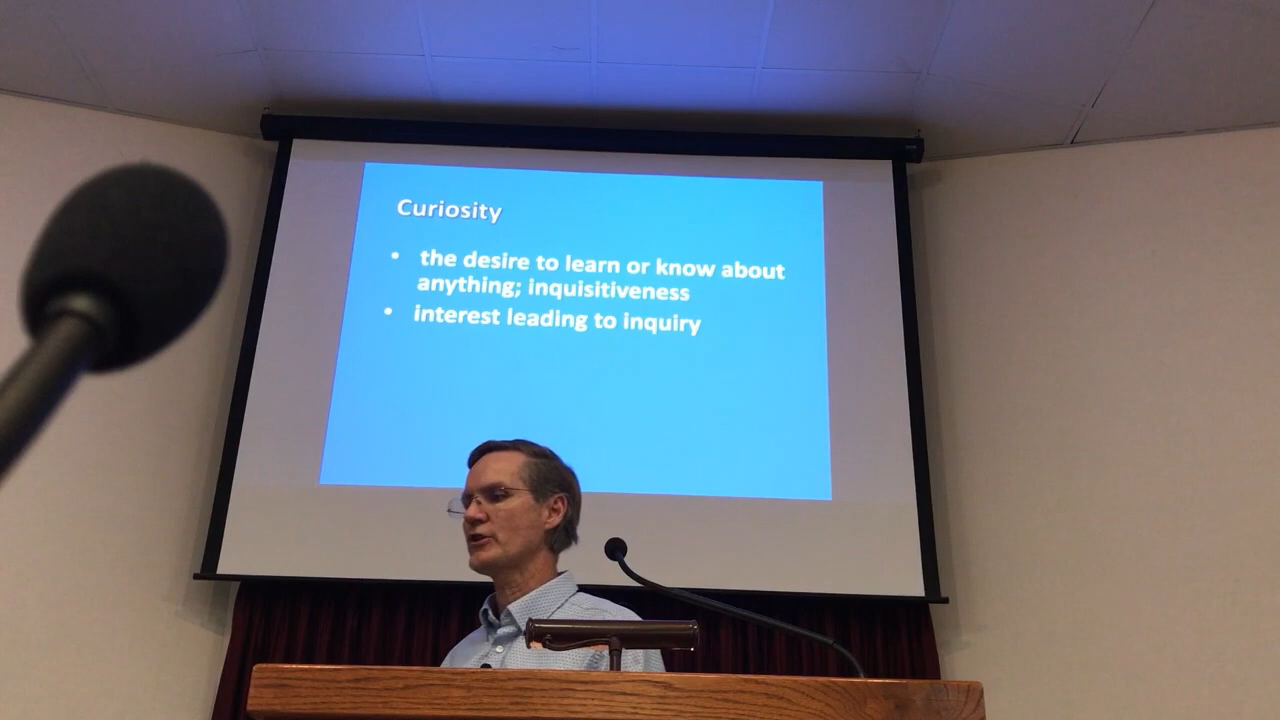 Curiosity
• the desire to learn or know about
anything; inquisitiveness
• interest leading to inquiry